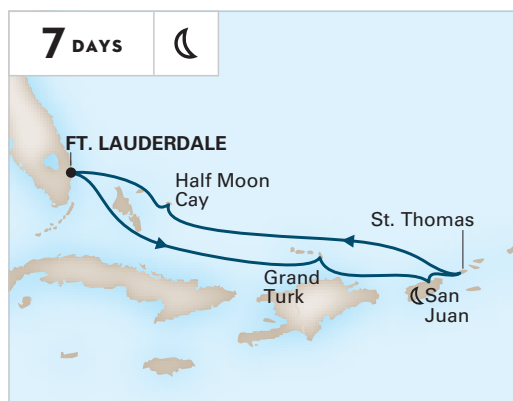 7 DAYS
FT. LAUDERDALE
Half Moon
Cay
St. Thomas
Grand
Turk
San
Juan